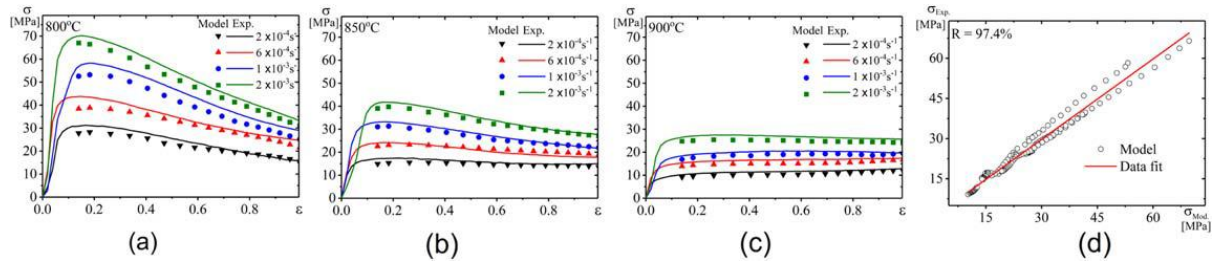 σ
[MPa]
800°C
Model Exp.
2 x10⁻⁴s⁻¹
6 x10⁻⁴s⁻¹
1 x10⁻³s⁻¹
2 x10⁻³s⁻¹
70
60
50
40
30
20
10
0
0.0 0.2 0.4 0.6 0.8 ε
(a)
σ
[MPa]
850°C
Model Exp.
2 x10⁻⁴s⁻¹
6 x10⁻⁴s⁻¹
1 x10⁻³s⁻¹
2 x10⁻³s⁻¹
70
60
50
40
30
20
10
0
0.0 0.2 0.4 0.6 0.8 ε
(b)
σ
[MPa]
900°C
Model Exp.
2 x10⁻⁴s⁻¹
6 x10⁻⁴s⁻¹
1 x10⁻³s⁻¹
2 x10⁻³s⁻¹
70
60
50
40
30
20
10
0
0.0 0.2 0.4 0.6 0.8 ε
(c)
σExp.
[MPa]
R = 97.4%
60
45
30
15
Model
Data fit
15 30 45 60 σMod.
[MPa]
(d)